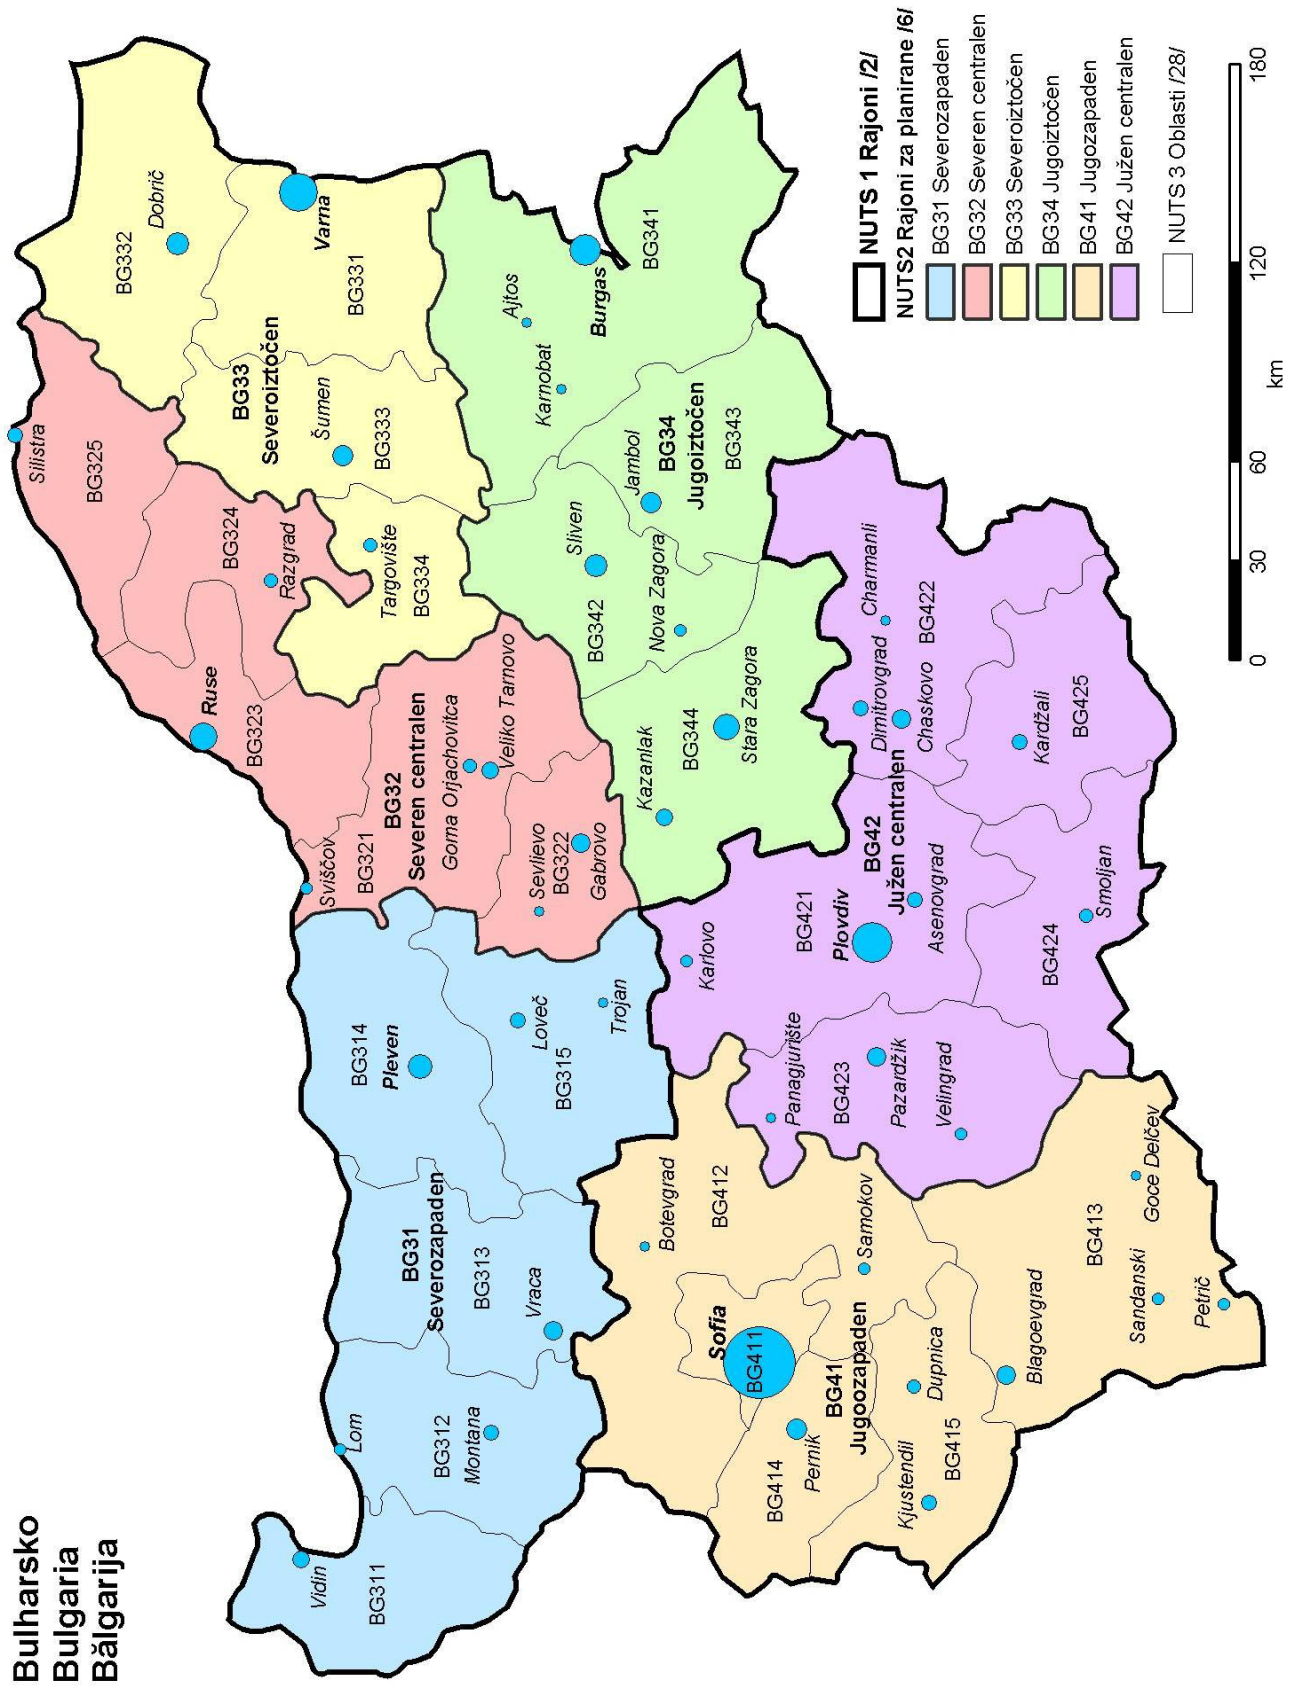 Bulharsko
Bulgaria
Bălgarija
Vidin
BG311
Lom
BG312
Montana
BG31
Severozapaden
BG313
Vraca
BG314
Pleven
Loveč
BG315
Trojan
Sviščov
BG321
BG32
Severen centralen
Gorna Orjachovitca
Veliko Tarnovo
Sevlievo
BG322
Gabrovo
Ruse
BG323
BG324
Razgrad
Silistra
BG325
BG332
Dobrič
Varna
BG331
BG33
Severoiztočen
Šumen
BG333
Targovište
BG334
Ajtos
Karnobat
Burgas
BG341
Sliven
BG342
Jambol
BG34
Jugoiztočen
BG343
Nova Zagora
Kazanlak
BG344
Stara Zagora
Botevgrad
BG412
Sofia
BG411
BG41
Jugoozapaden
Samokov
BG414
Pernik
Dupnica
Kjustendil
BG415
Blagoevgrad
BG413
Sandanski
Goce Delčev
Petrič
Karlovo
BG421
Plovdiv
BG42
Južen centralen
Asenovgrad
Panagjurište
BG423
Pazardžik
Velingrad
BG424
Smoljan
Dimitrovgrad
Charmanli
Chaskovo
BG422
Kardžali
BG425
NUTS 1 Rajoni /2/
NUTS2 Rajoni za planirane /6/
BG31 Severozapaden
BG32 Severen centralen
BG33 Severoiztočen
BG34 Jugoiztočen
BG41 Jugozapaden
BG42 Južen centralen
NUTS 3 Oblasti /28/
0 30 60 120 180
km